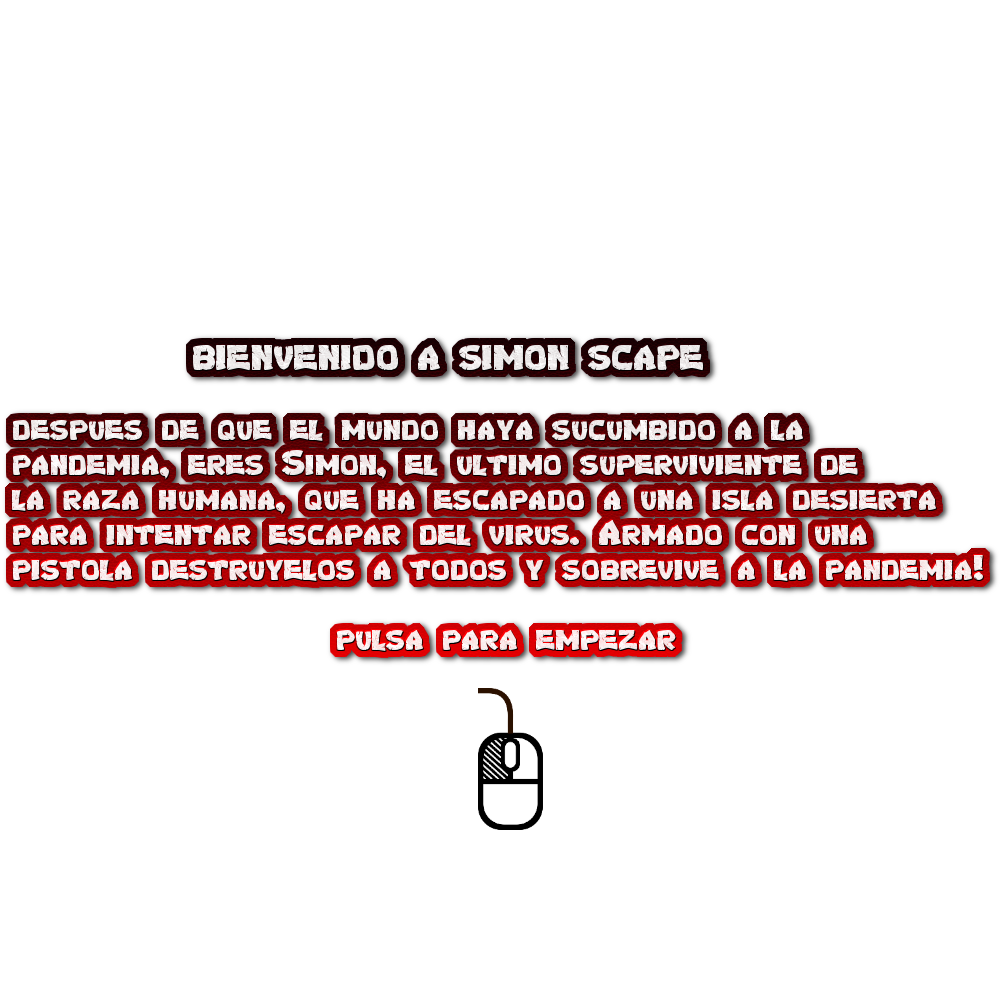 BIENVENIDO A SIMON SCAPE
DESPUES DE QUE EL MUNDO HAYA SUCUMBIDO A LA
PANDEMIA, ERES SIMON, EL ULTIMO SUPERVIVIENTE DE
LA RAZA HUMANA, QUE HA ESCAPADO A UNA ISLA DESIERTA
PARA INTENTAR ESCAPAR DEL VIRUS. ARMADO CON UNA
PISTOLA DESTRUYELOS A TODOS Y SOBREVIVE A LA PANDEMIA!
PULSA PARA EMPEZAR